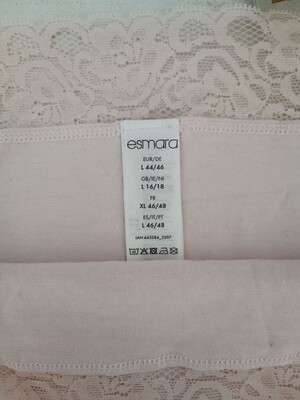 esmara
EUR/DE
L 44/46
GB/IE/NI
L 16/18
FR
XL 46/48
ES/IT/PT
L 46/48